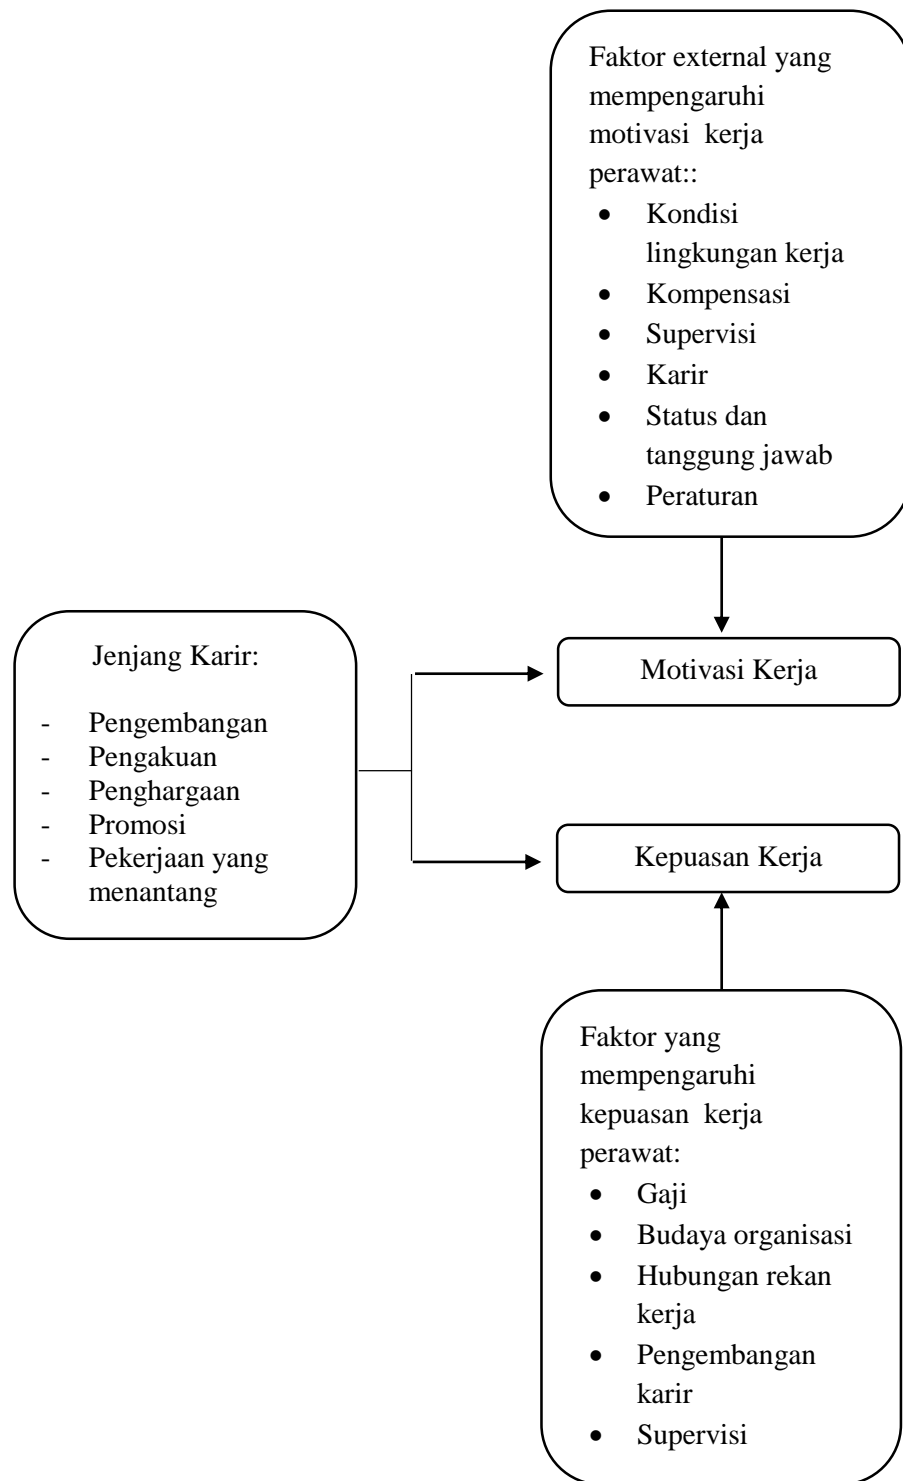 Faktor external yang
mempengaruhi
motivasi kerja
perawat::
• Kondisi
lingkungan kerja
• Kompensasi
• Supervisi
• Karir
• Status dan
tanggung jawab
• Peraturan
Jenjang Karir:
- Pengembangan
- Pengakuan
- Penghargaan
- Promosi
- Pekerjaan yang
menantang
Motivasi Kerja
Kepuasan Kerja
Faktor yang
mempengaruhi
kepuasan kerja
perawat:
• Gaji
• Budaya organisasi
• Hubungan rekan
kerja
• Pengembangan
karir
• Supervisi